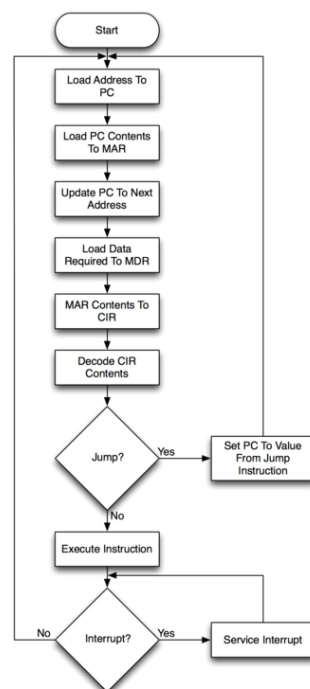 Start
Load Address To
PC
Load PC Contents
To MAR
Update PC To Next
Address
Load Data
Required To MDR
MAR Contents To
CIR
Decode CIR
Contents
Jump?
Yes
Set PC To Value
From Jump
Instruction
No
Execute Instruction
No
Interrupt?
Yes
Service Interrupt